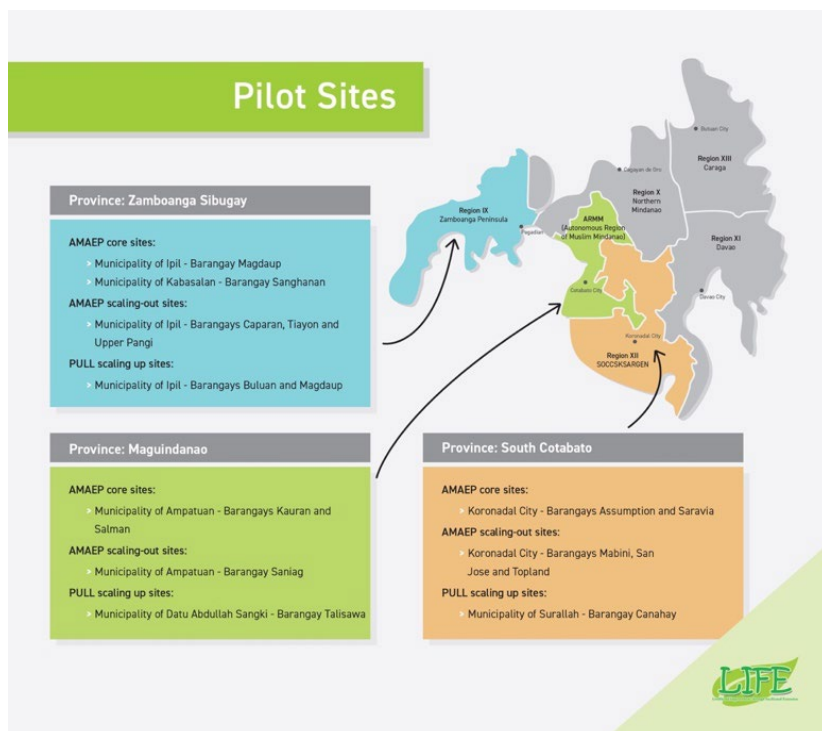 Pilot Sites
Butuan City
Region XIII
Caraga
Cagayan de Oro
Region X
Northern
Mindanao
Region IX
Zamboanga Peninsula
Pagadian
ARMM
(Autonomous Region
of Muslim Mindanao)
Region XI
Davao
Cotabato City
Davao City
Koronadal City
Region XII
SOCCSKSARGEN
Province: Zamboanga Sibugay
AMAEP core sites:
Municipality of Ipil - Barangay Magdaup
Municipality of Kabasalan - Barangay Sanghanan
AMAEP scaling-out sites:
Municipality of Ipil - Barangays Caparan, Tiayon and
Upper Pangi
PULL scaling up sites:
Municipality of Ipil - Barangays Buluan and Magdaup
Province: Maguindanao
AMAEP core sites:
Municipality of Ampatuan - Barangays Kauran and
Salman
AMAEP scaling-out sites:
Municipality of Ampatuan - Barangay Saniag
PULL scaling up sites:
Municipality of Datu Abdullah Sangki - Barangay Talisawa
Province: South Cotabato
AMAEP core sites:
Koronadal City - Barangays Assumption and Saravia
AMAEP scaling-out sites:
Koronadal City - Barangays Mabini, San
Jose and Topland
PULL scaling up sites:
Municipality of Surallah - Barangay Canahay
LIFE